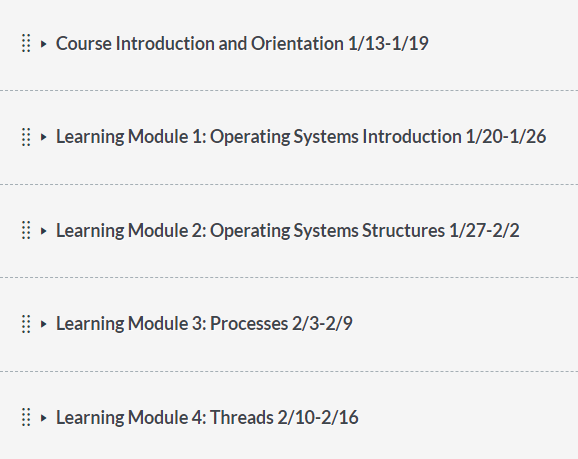 Course Introduction and Orientation 1/13-1/19
Learning Module 1: Operating Systems Introduction 1/20-1/26
Learning Module 2: Operating Systems Structures 1/27-2/2
Learning Module 3: Processes 2/3-2/9
Learning Module 4: Threads 2/10-2/16